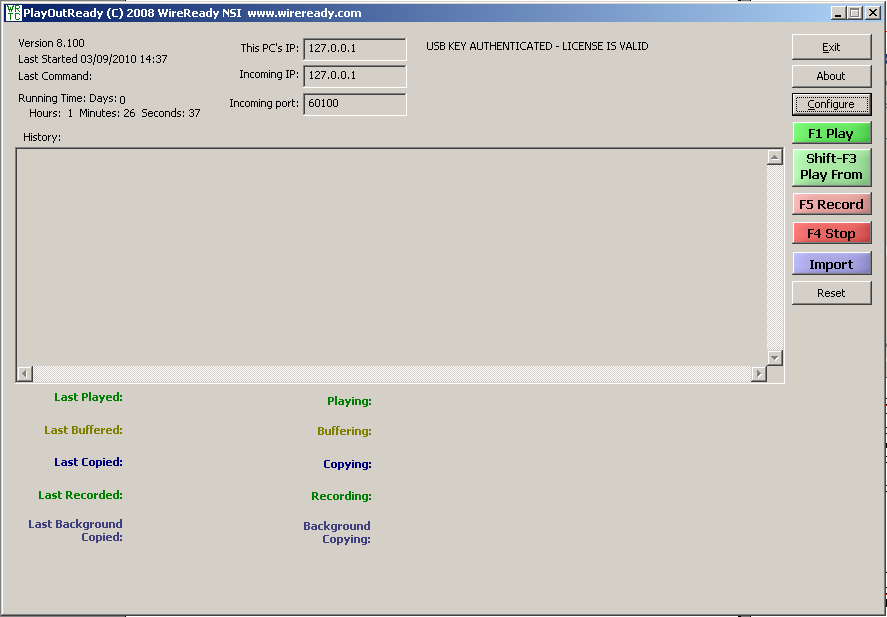 WR TC PlayOutReady (C) 2008 WireReady NSI www.wireready.com
Version 8.100
Last Started 03/09/2010 14:37
Last Command:
Running Time: Days: 0
Hours: 1 Minutes: 26 Seconds: 37
This PC's IP: 127.0.0.1
Incoming IP: 127.0.0.1
Incoming port: 60100
USB KEY AUTHENTICATED - LICENSE IS VALID
Exit
About
Configure
F1 Play
Shift-F3
Play From
F5 Record
F4 Stop
Import
Reset
History:
Last Played:
Playing:
Last Buffered:
Buffering:
Last Copied:
Copying:
Last Recorded:
Recording:
Last Background
Copied:
Background
Copying: